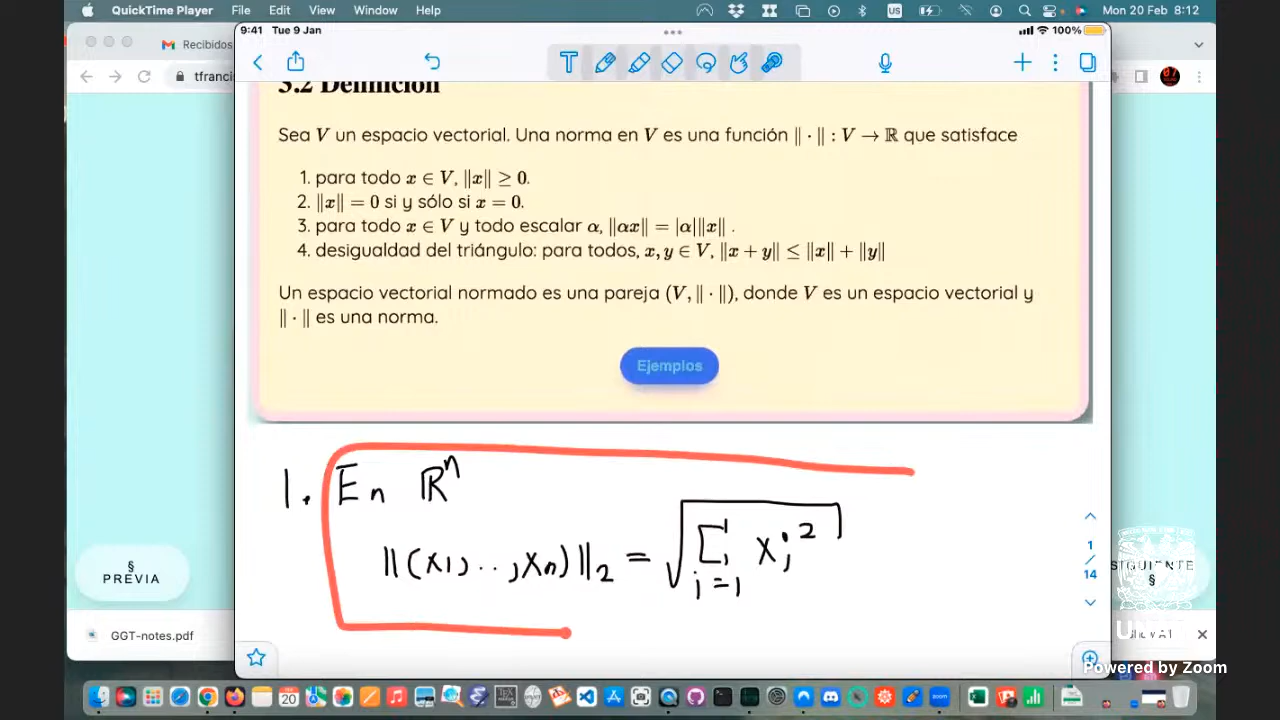 QuickTime Player File Edit View Window Help US Mon 20 Feb 8:12
9:41 Tue 9 Jan 100%
Recibidos
tfranci
3.2 Definición
Sea V un espacio vectorial. Una norma en V es una función ‖ · ‖ : V → ℝ que satisface
1. para todo x ∈ V, ‖x‖ ≥ 0.
2. ‖x‖ = 0 si y sólo si x = 0.
3. para todo x ∈ V y todo escalar α, ‖αx‖ = |α|‖x‖ .
4. desigualdad del triángulo: para todos, x, y ∈ V, ‖x + y‖ ≤ ‖x‖ + ‖y‖
Un espacio vectorial normado es una pareja (V, ‖ · ‖), donde V es un espacio vectorial y
‖ · ‖ es una norma.
Ejemplos
1. En ℝⁿ
‖(x₁, .., xₙ)‖₂ = √(Σ_{i=1} xᵢ²)
1
/
14
§
PREVIA
SIGUIENTE
§
GGT-notes.pdf
Powered by Zoom